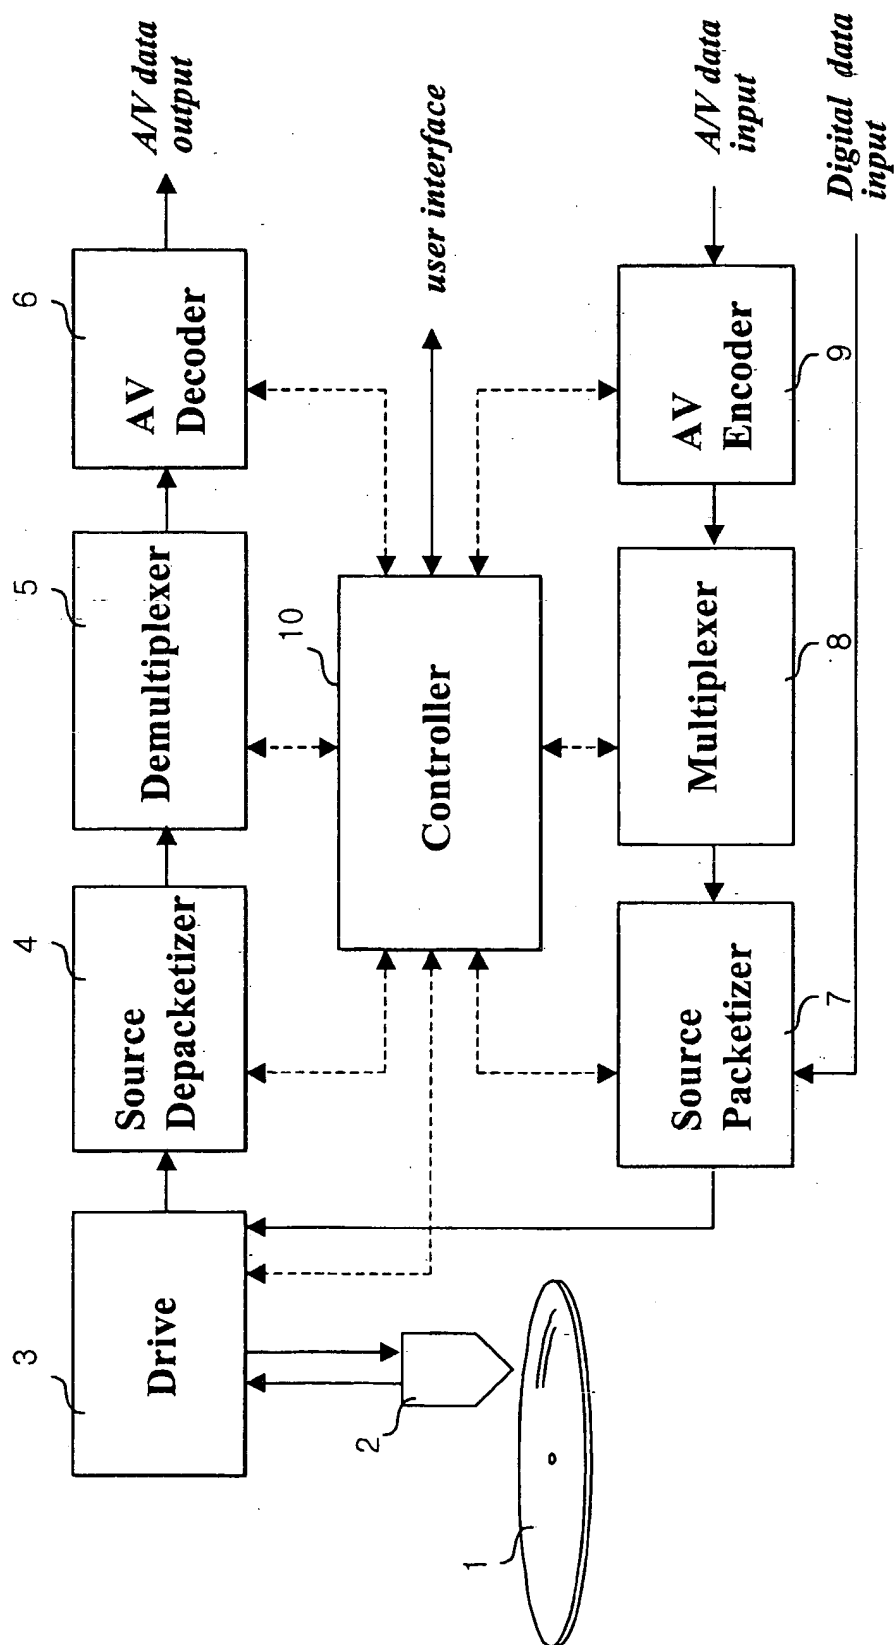 3
Drive
4
Source
Depacketizer
5
Demultiplexer
6
AV
Decoder
A/V data
output
10
Controller
user interface
2
1
Source
Packetizer
7
Multiplexer
8
AV
Encoder
9
A/V data
input
Digital data
input